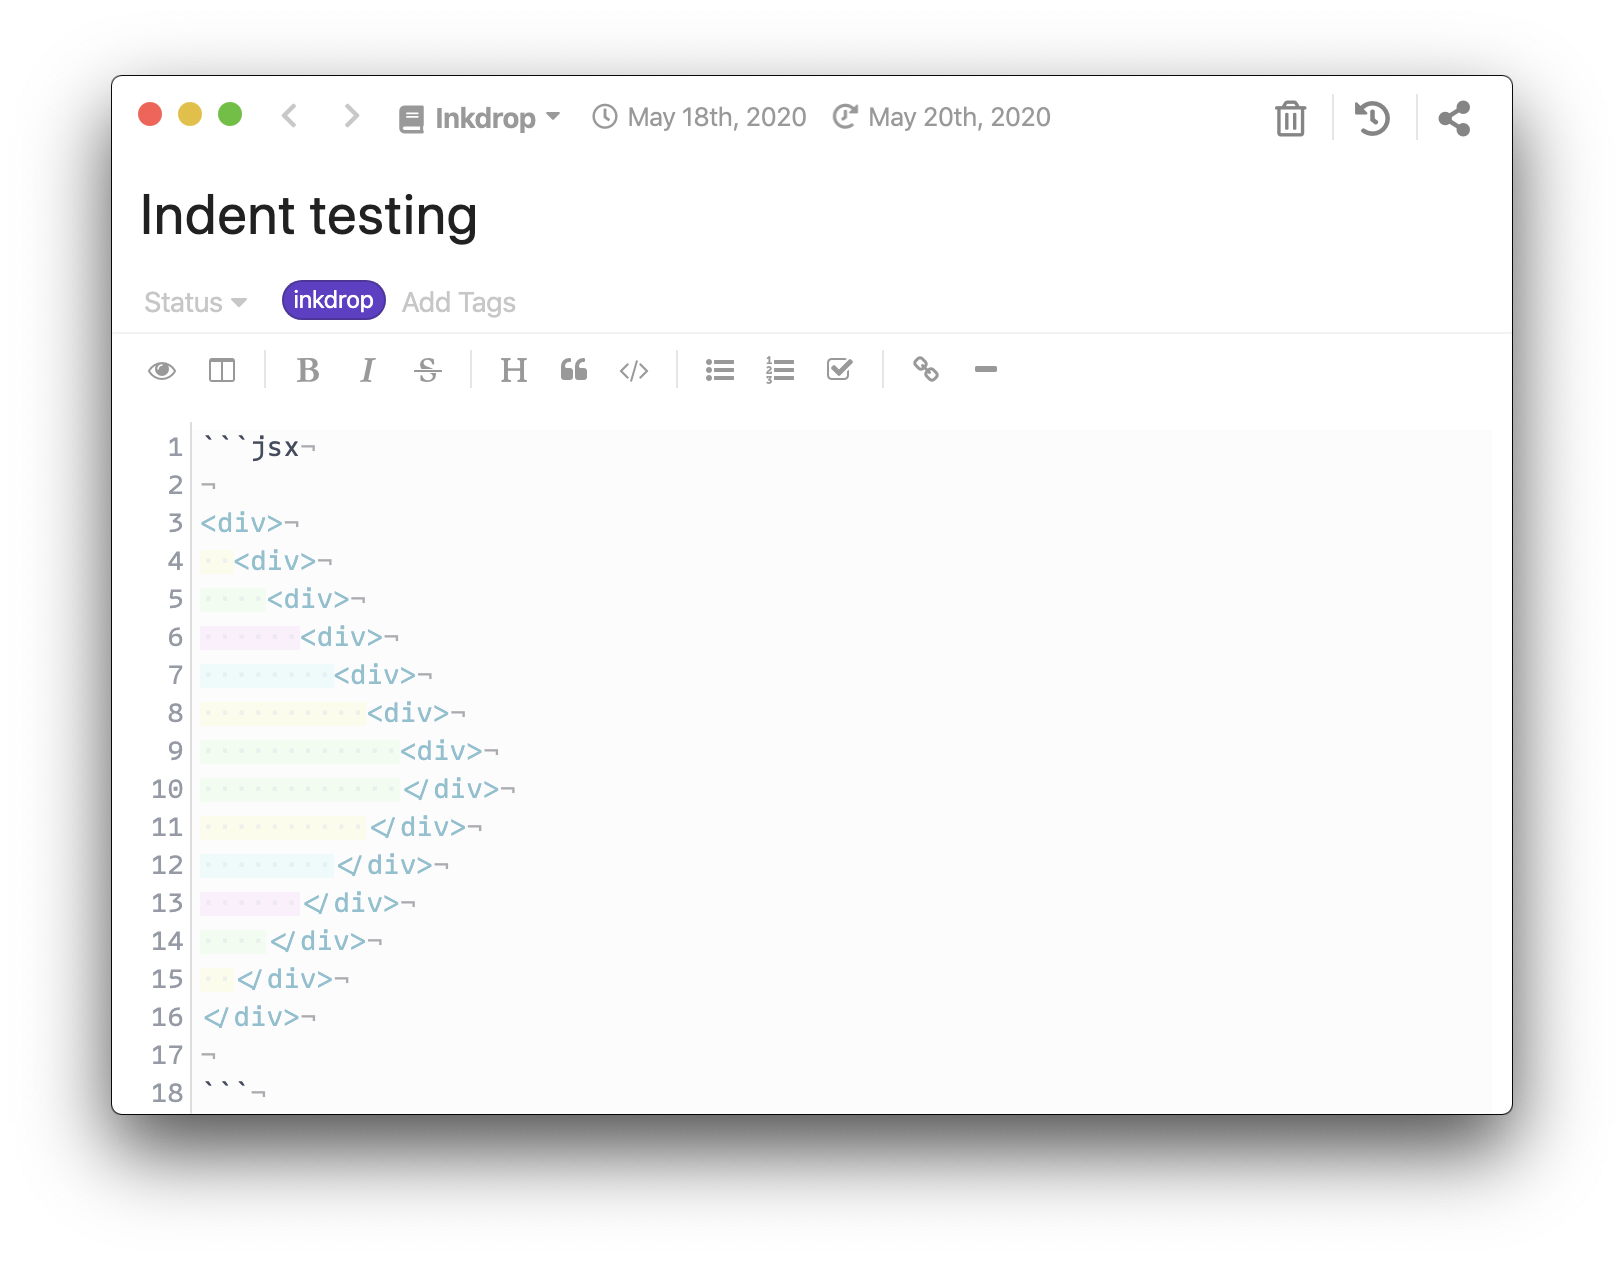 Inkdrop May 18th, 2020 May 20th, 2020
Indent testing
Status inkdrop Add Tags
B I S H </>
1 ```jsx¬
2 ¬
3 <div>¬
4 ··<div>¬
5 ····<div>¬
6 ······<div>¬
7 ········<div>¬
8 ··········<div>¬
9 ············<div>¬
10 ············</div>¬
11 ··········</div>¬
12 ········</div>¬
13 ······</div>¬
14 ····</div>¬
15 ··</div>¬
16 </div>¬
17 ¬
18 ```¬